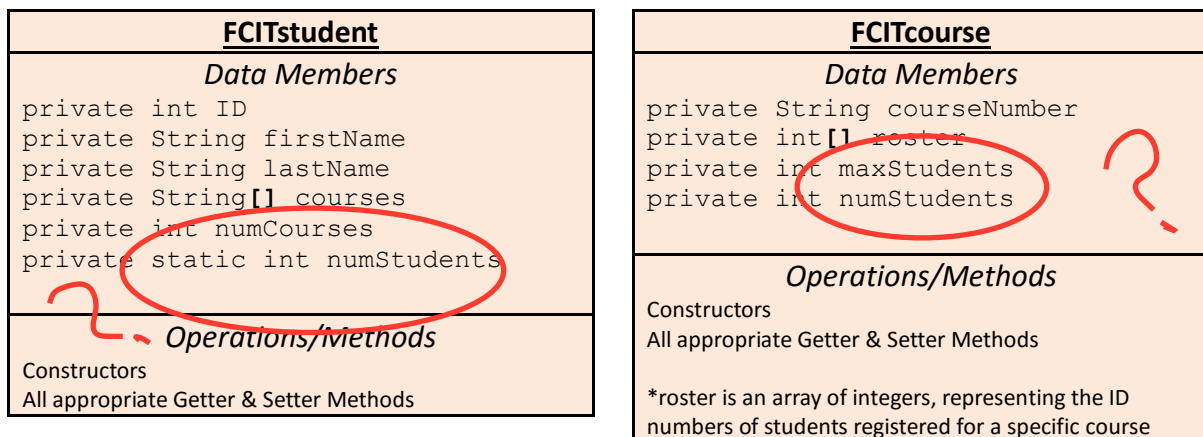 FCITstudent
Data Members
private int ID
private String firstName
private String lastName
private String[] courses
private int numCourses
private static int numStudents
Operations/Methods
Constructors
All appropriate Getter & Setter Methods
FCITcourse
Data Members
private String courseNumber
private int[] roster
private int maxStudents
private int numStudents
Operations/Methods
Constructors
All appropriate Getter & Setter Methods
*roster is an array of integers, representing the ID
numbers of students registered for a specific course